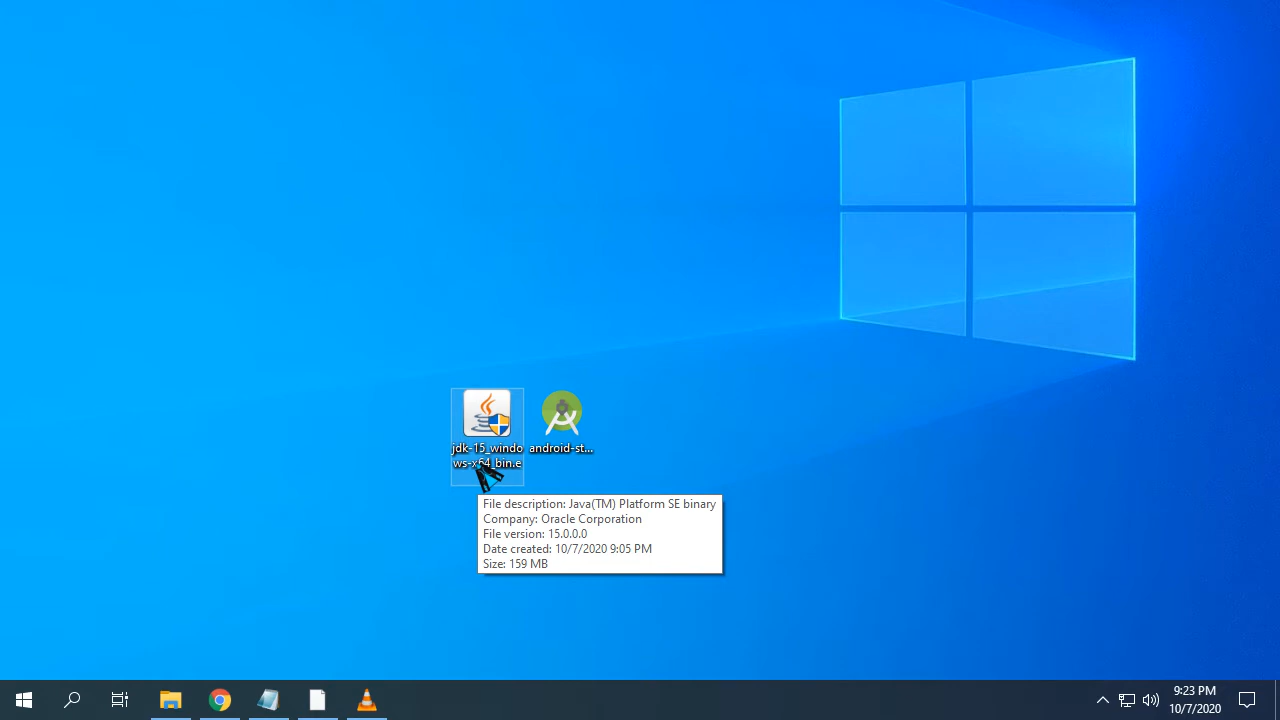 jdk-15_windo
ws-x64_bin.e
android-st...
File description: Java(TM) Platform SE binary
Company: Oracle Corporation
File version: 15.0.0.0
Date created: 10/7/2020 9:05 PM
Size: 159 MB
9:23 PM
10/7/2020